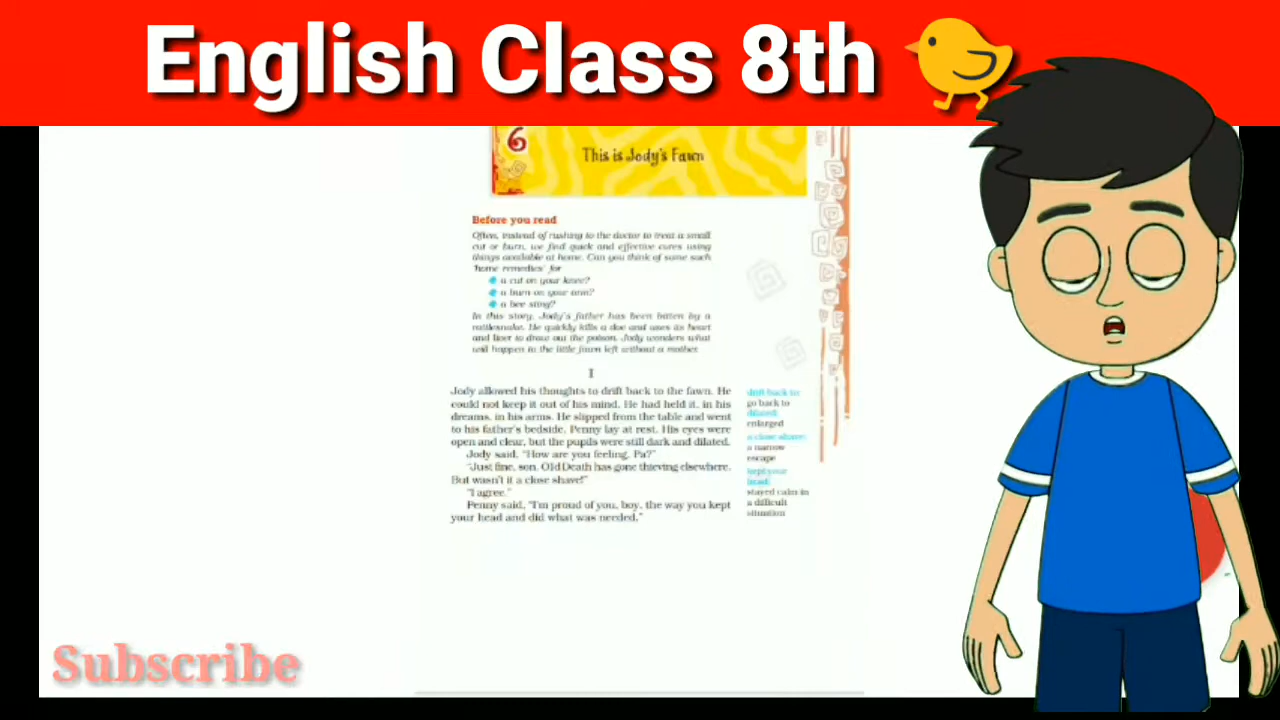 English Class 8th
6
This is Jody's Fawn
Before you read
Often, instead of rushing to the doctor to treat a small
cut or burn, we find quick and effective cures using
things available at home. Can you think of some such
'home remedies' for
a cut on your knee?
a burn on your arm?
a bee sting?
In this story, Jody's father has been bitten by a
rattlesnake. He quickly kills a doe and uses its heart
and liver to draw out the poison. Jody wonders what
will happen to the little fawn left without a mother.
I
Jody allowed his thoughts to drift back to the fawn. He
could not keep it out of his mind. He had held it, in his
dreams, in his arms. He slipped from the table and went
to his father's bedside. Penny lay at rest. His eyes were
open and clear, but the pupils were still dark and dilated.
Jody said, "How are you feeling, Pa?"
"Just fine, son. Old Death has gone thieving elsewhere.
But wasn't it a close shave!"
"I agree."
Penny said, "I'm proud of you, boy, the way you kept
your head and did what was needed."
drift back to:
go back to
dilated:
enlarged
a close shave:
a narrow
escape
kept your
head:
stayed calm in
a difficult
situation
Subscribe